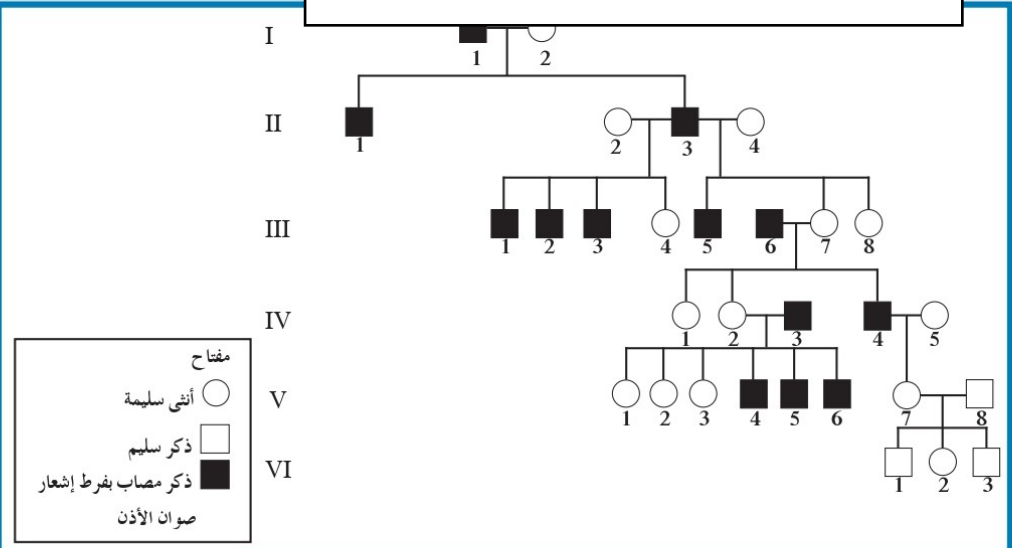 I
1 2
II
1 2 3 4
III
1 2 3 4 5 6 7 8
IV
1 2 3 4 5
V
1 2 3 4 5 6 7 8
VI
1 2 3
مفتاح
أنثى سليمة
ذكر سليم
ذكر مصاب بفرط إشعار
صوان الأذن